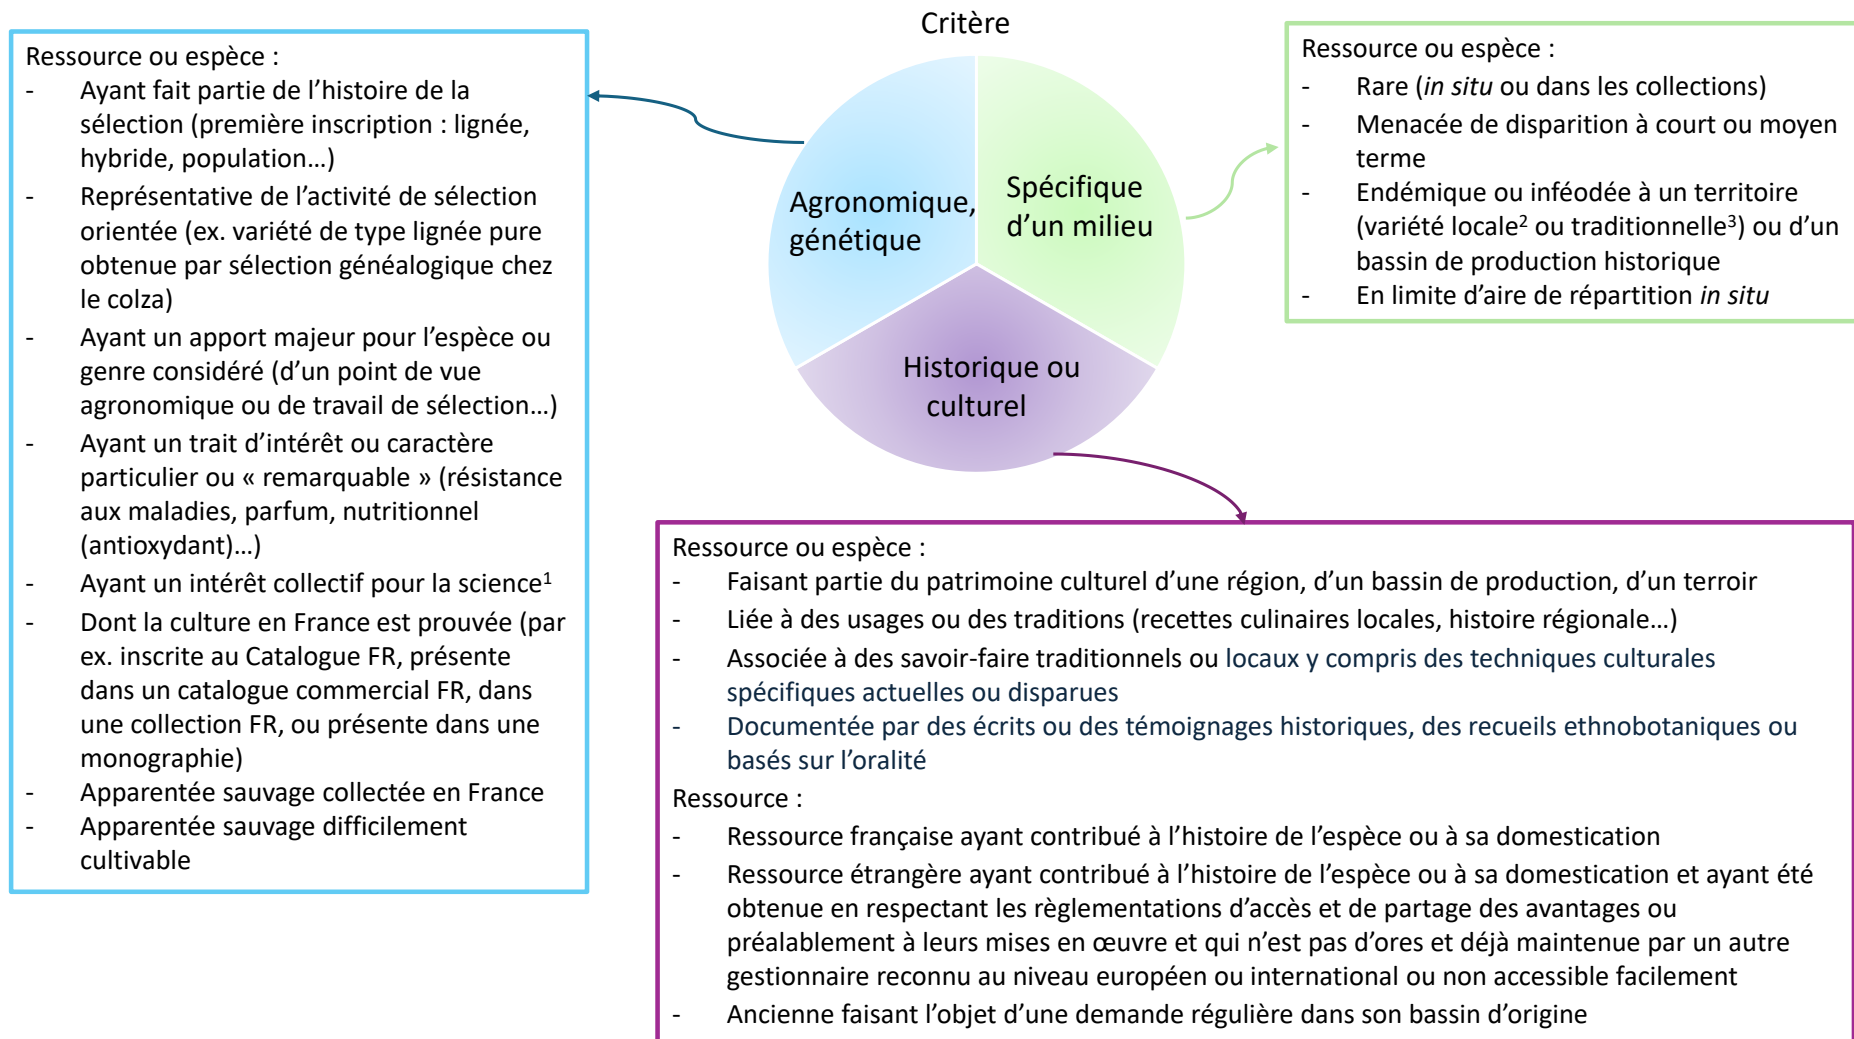 Critère
Agronomique,
génétique
Spécifique
d’un milieu
Historique ou
culturel
Ressource ou espèce :
- Ayant fait partie de l’histoire de la
sélection (première inscription : lignée,
hybride, population…)
- Représentative de l’activité de sélection
orientée (ex. variété de type lignée pure
obtenue par sélection généalogique chez
le colza)
- Ayant un apport majeur pour l’espèce ou
genre considéré (d’un point de vue
agronomique ou de travail de sélection…)
- Ayant un trait d’intérêt ou caractère
particulier ou « remarquable » (résistance
aux maladies, parfum, nutritionnel
(antioxydant)…)
- Ayant un intérêt collectif pour la science¹
- Dont la culture en France est prouvée (par
ex. inscrite au Catalogue FR, présente
dans un catalogue commercial FR, dans
une collection FR, ou présente dans une
monographie)
- Apparentée sauvage collectée en France
- Apparentée sauvage difficilement
cultivable
Ressource ou espèce :
- Rare (in situ ou dans les collections)
- Menacée de disparition à court ou moyen
terme
- Endémique ou inféodée à un territoire
(variété locale² ou traditionnelle³) ou d’un
bassin de production historique
- En limite d’aire de répartition in situ
Ressource ou espèce :
- Faisant partie du patrimoine culturel d’une région, d’un bassin de production, d’un terroir
- Liée à des usages ou des traditions (recettes culinaires locales, histoire régionale…)
- Associée à des savoir-faire traditionnels ou locaux y compris des techniques culturales
spécifiques actuelles ou disparues
- Documentée par des écrits ou des témoignages historiques, des recueils ethnobotaniques ou
basés sur l’oralité
Ressource :
- Ressource française ayant contribué à l’histoire de l’espèce ou à sa domestication
- Ressource étrangère ayant contribué à l’histoire de l’espèce ou à sa domestication et ayant été
obtenue en respectant les règlementations d’accès et de partage des avantages ou
préalablement à leurs mises en œuvre et qui n’est pas d’ores et déjà maintenue par un autre
gestionnaire reconnu au niveau européen ou international ou non accessible facilement
- Ancienne faisant l’objet d’une demande régulière dans son bassin d’origine